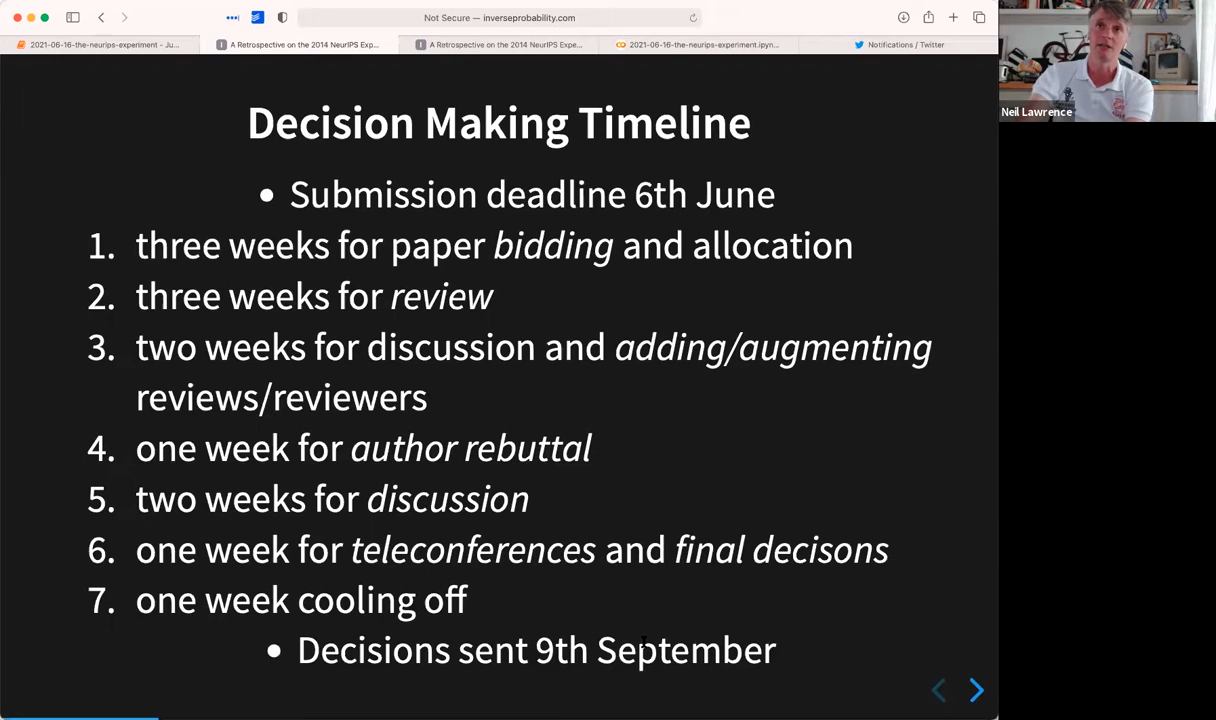 Not Secure — inverseprobability.com
2021-06-16-the-neurips-experiment - Ju...
A Retrospective on the 2014 NeurIPS Exp...
A Retrospective on the 2014 NeurIPS Expe...
2021-06-16-the-neurips-experiment.ipyn...
Notifications / Twitter
Neil Lawrence
Decision Making Timeline
• Submission deadline 6th June
1. three weeks for paper bidding and allocation
2. three weeks for review
3. two weeks for discussion and adding/augmenting
reviews/reviewers
4. one week for author rebuttal
5. two weeks for discussion
6. one week for teleconferences and final decisons
7. one week cooling off
• Decisions sent 9th September